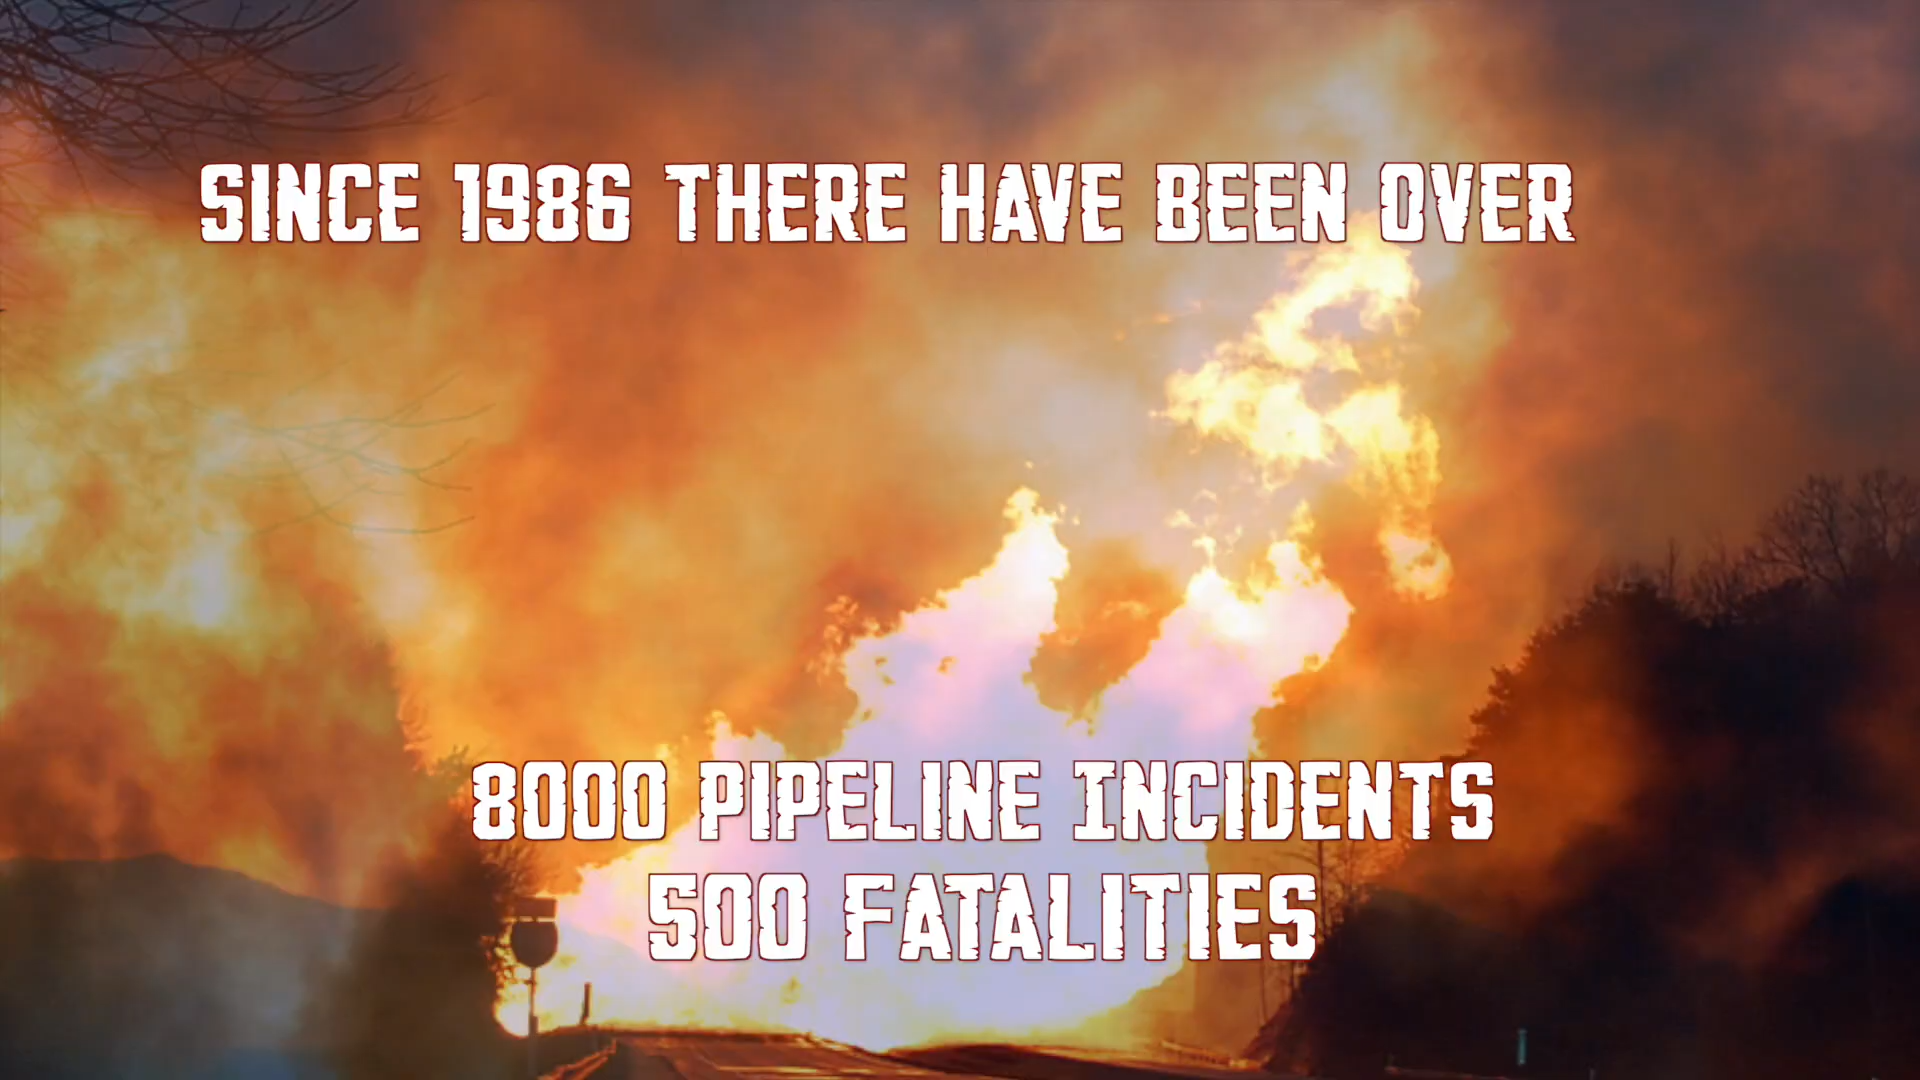 SINCE 1986 THERE HAVE BEEN OVER
8000 PIPELINE INCIDENTS
500 FATALITIES